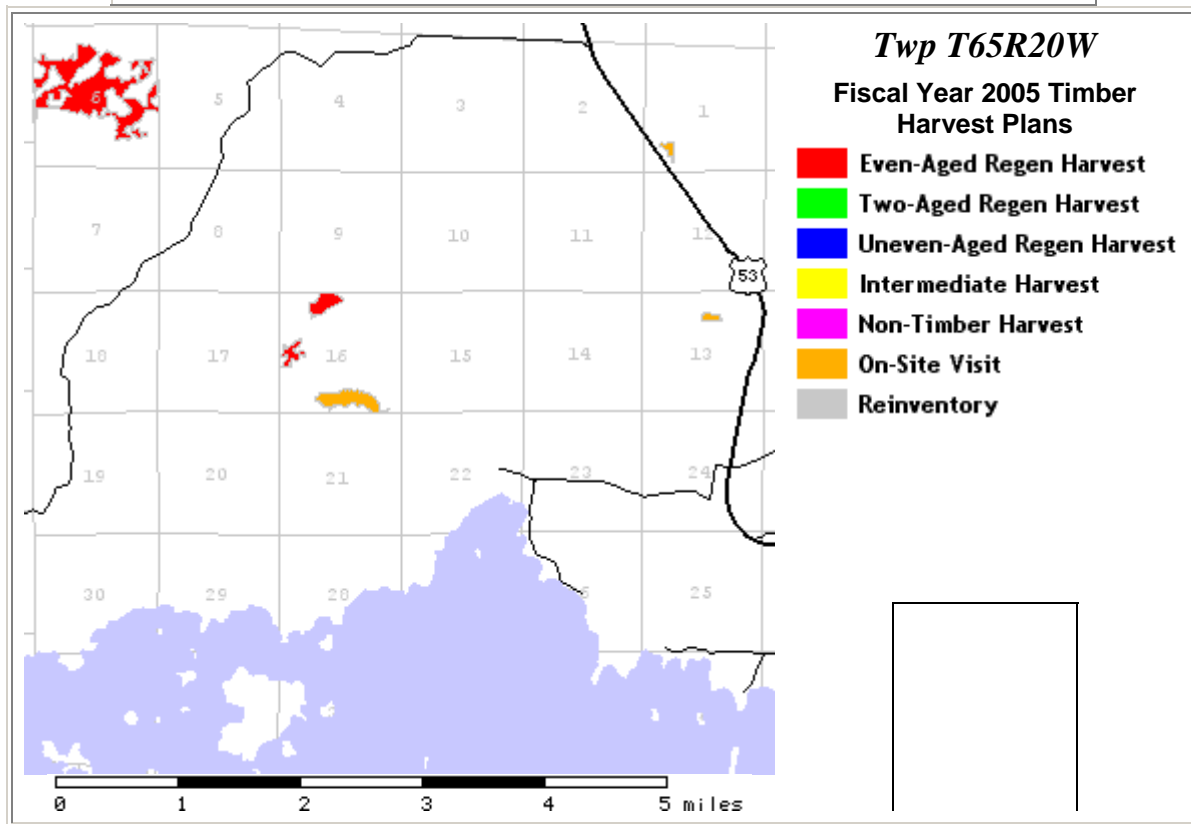 Twp T65R20W
Fiscal Year 2005 Timber
Harvest Plans
Even-Aged Regen Harvest
Two-Aged Regen Harvest
Uneven-Aged Regen Harvest
Intermediate Harvest
Non-Timber Harvest
On-Site Visit
Reinventory
6 5 4 3 2 1
7 8 9 10 11
53
18 17 16 15 14 13
19 20 21 22 23 24
30 29 28 25
0 1 2 3 4 5 miles